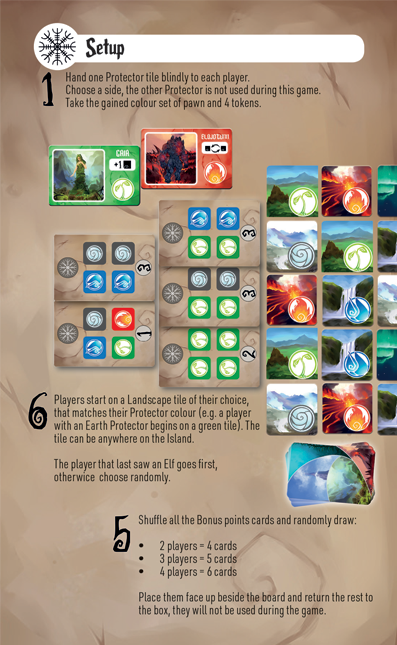 Setup
1
Hand one Protector tile blindly to each player.
Choose a side, the other Protector is not used during this game.
Take the gained colour set of pawn and 4 tokens.
GAIA
+1
3
3
3
1
2
6
Players start on a Landscape tile of their choice,
that matches their Protector colour (e.g. a player
with an Earth Protector begins on a green tile). The
tile can be anywhere on the Island.
The player that last saw an Elf goes first,
otherwice choose randomly.
5
Shuffle all the Bonus points cards and randomly draw:
• 2 players = 4 cards
• 3 players = 5 cards
• 4 players = 6 cards
Place them face up beside the board and return the rest to
the box, they will not be used during the game.